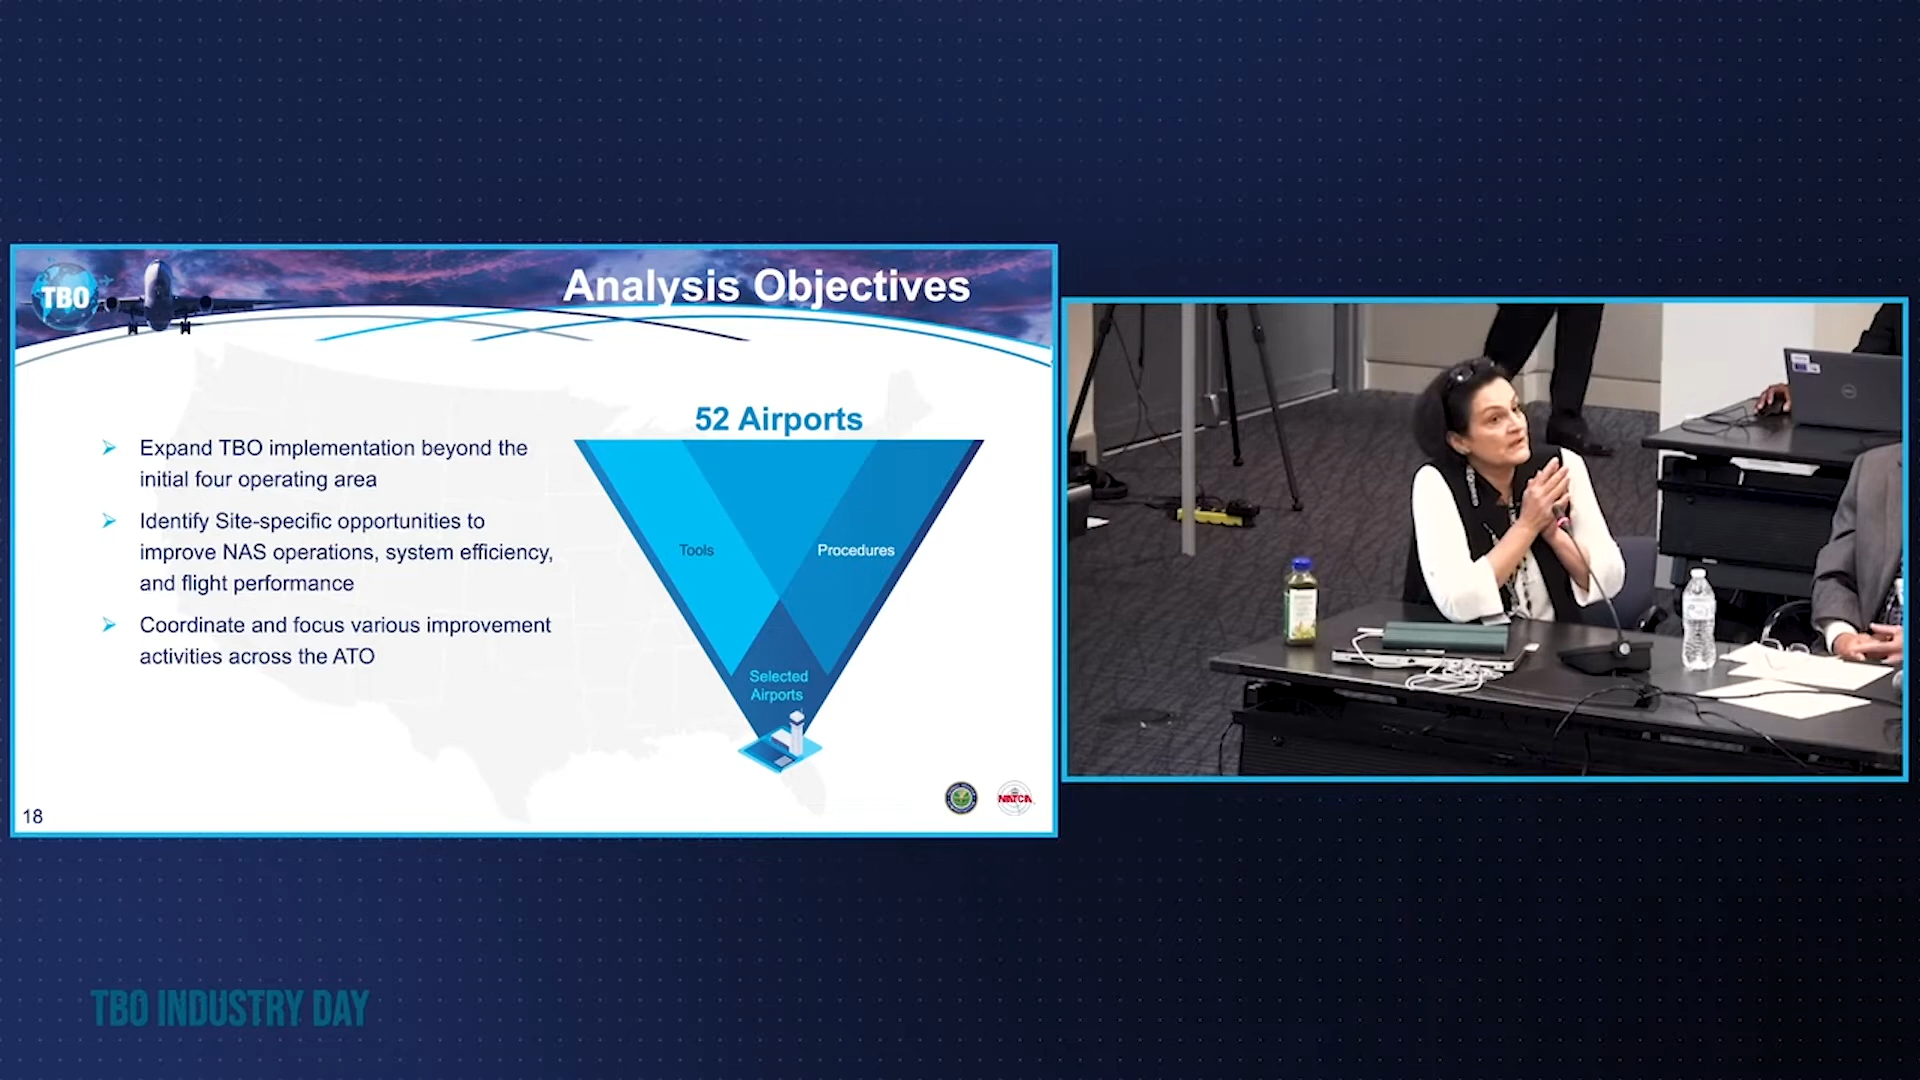 TBO
Analysis Objectives
52 Airports
Expand TBO implementation beyond the
initial four operating area
Identify Site-specific opportunities to
improve NAS operations, system efficiency,
and flight performance
Coordinate and focus various improvement
activities across the ATO
Tools
Procedures
Selected
Airports
NATCA
18
DELL
TBO INDUSTRY DAY